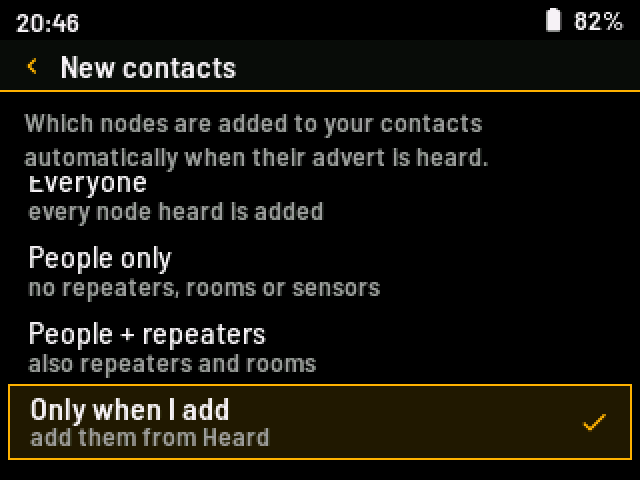 20:46
82%
New contacts
Which nodes are added to your contacts
automatically when their advert is heard.
Everyone
every node heard is added
People only
no repeaters, rooms or sensors
People + repeaters
also repeaters and rooms
Only when I add
add them from Heard